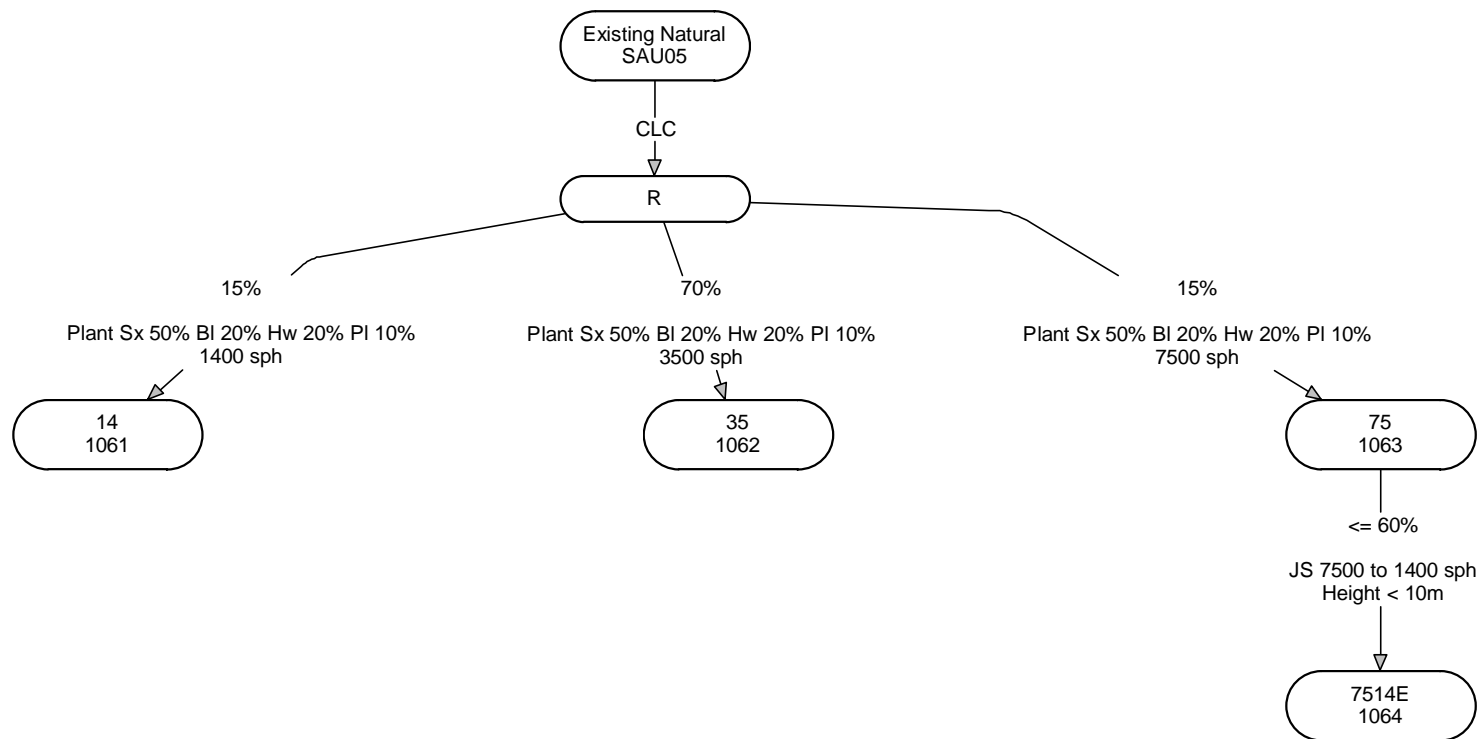 Existing Natural
SAU05
CLC
R
15%
70%
15%
Plant Sx 50% Bl 20% Hw 20% Pl 10%
1400 sph
Plant Sx 50% Bl 20% Hw 20% Pl 10%
3500 sph
Plant Sx 50% Bl 20% Hw 20% Pl 10%
7500 sph
14
1061
35
1062
75
1063
<= 60%
JS 7500 to 1400 sph
Height < 10m
7514E
1064